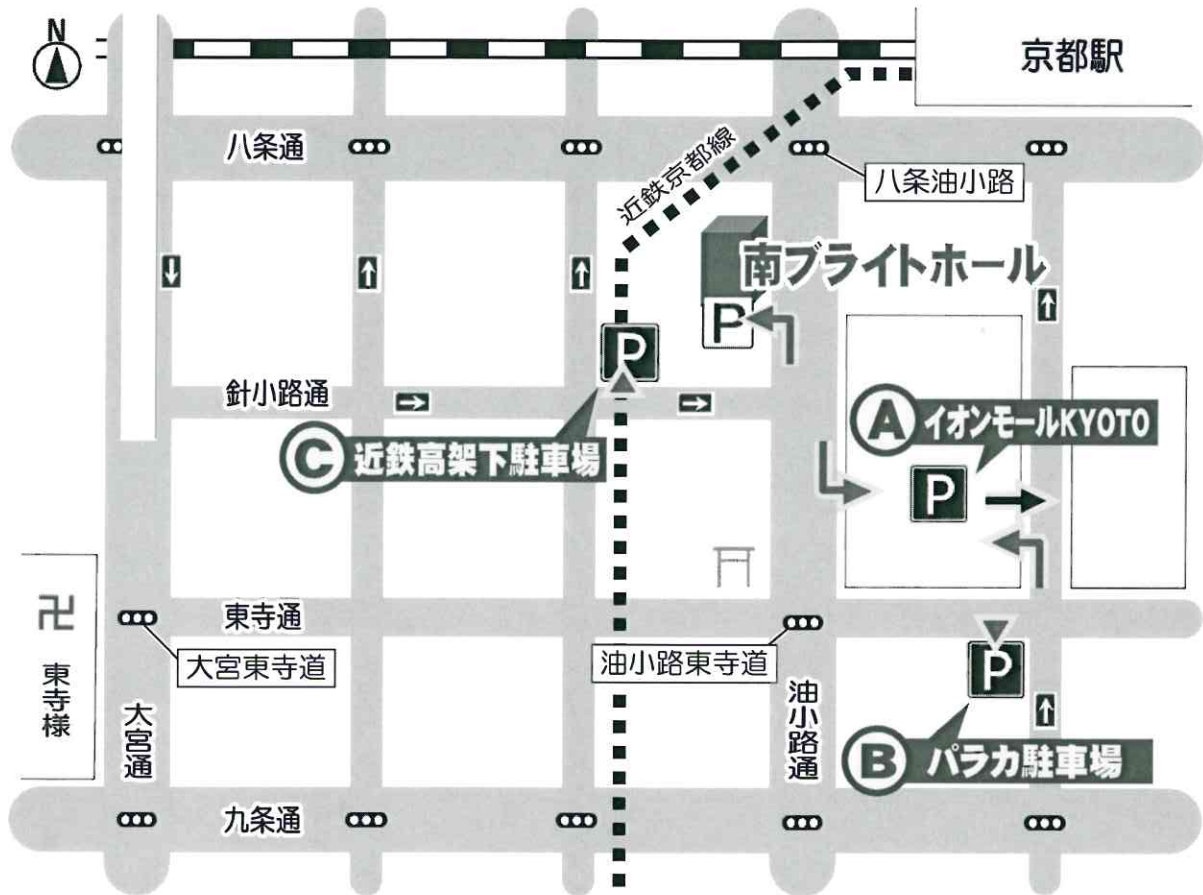 N
京都駅
八条通
近鉄京都線
八条油小路
南ブライトホール
P
P
針小路通
A イオンモールKYOTO
C 近鉄高架下駐車場
P
卍
東寺様
東寺通
大宮東寺道
油小路東寺道
P
大宮通
油小路通
B パラカ駐車場
九条通